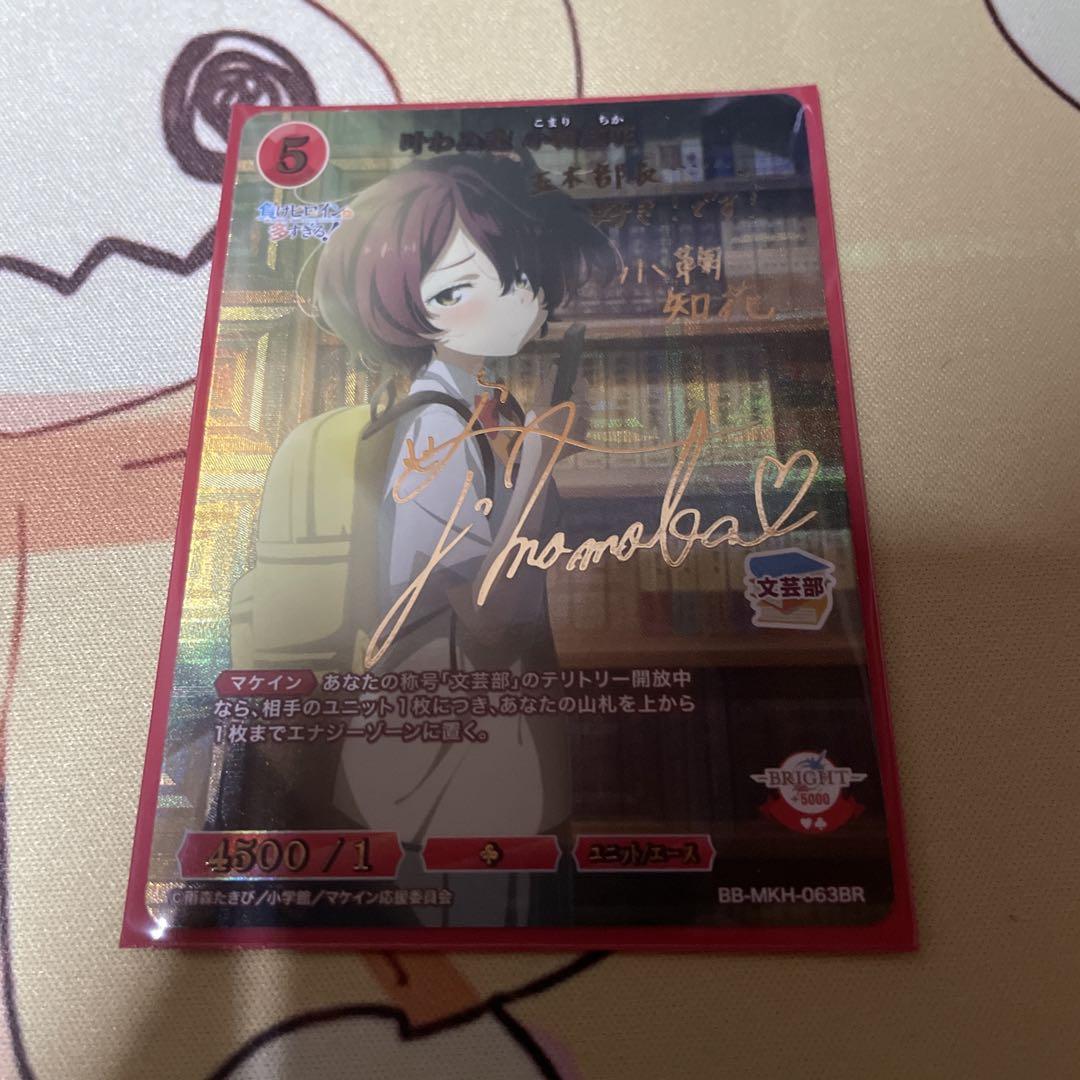 5
こまり ちか
負けヒロインが
多すぎる!
玉木部長
好き!です!
小鞠
知花
momoka
文芸部
マケイン あなたの称号「文芸部」のテリトリー開放中
なら、相手のユニット1枚につき、あなたの山札を上から
1枚までエナジーゾーンに置く。
BRIGHT
+5000
4500 / 1
ユニット/エース
©雨森たきび/小学館/マケイン応援委員会
BB-MKH-063BR